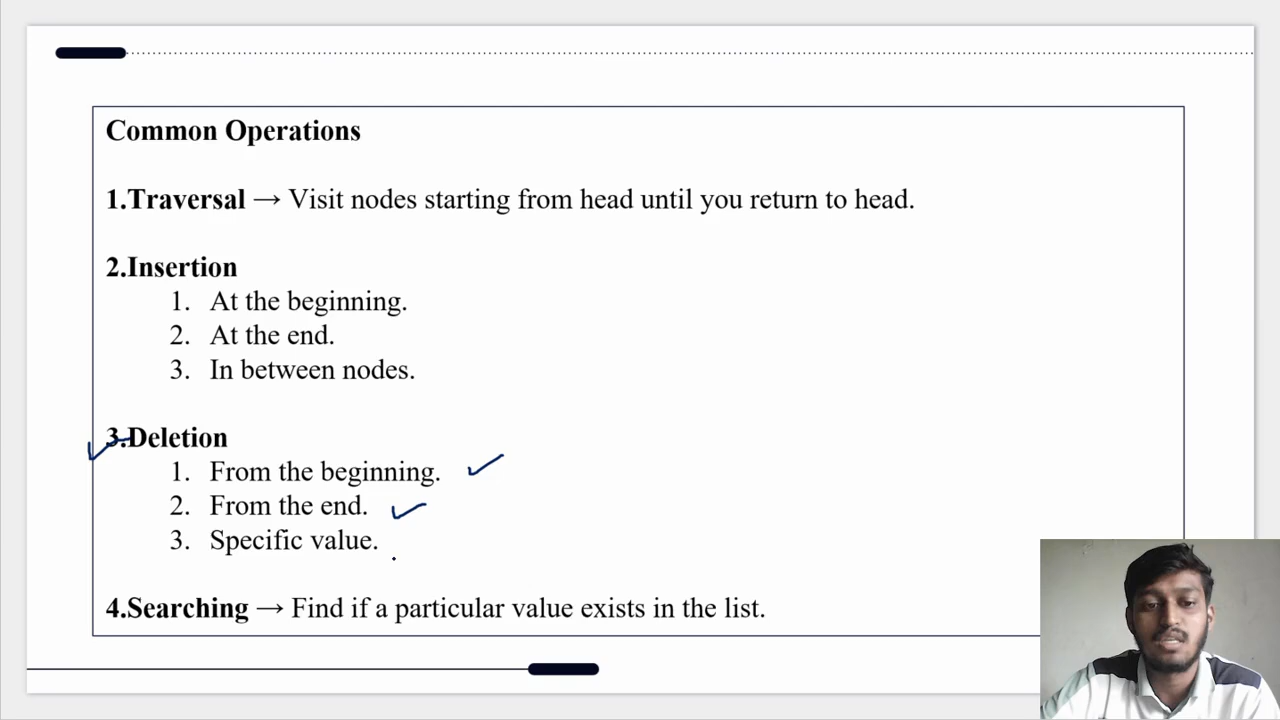 Common Operations
1.Traversal → Visit nodes starting from head until you return to head.
2.Insertion
1. At the beginning.
2. At the end.
3. In between nodes.
3.Deletion
1. From the beginning.
2. From the end.
3. Specific value.
4.Searching → Find if a particular value exists in the list.